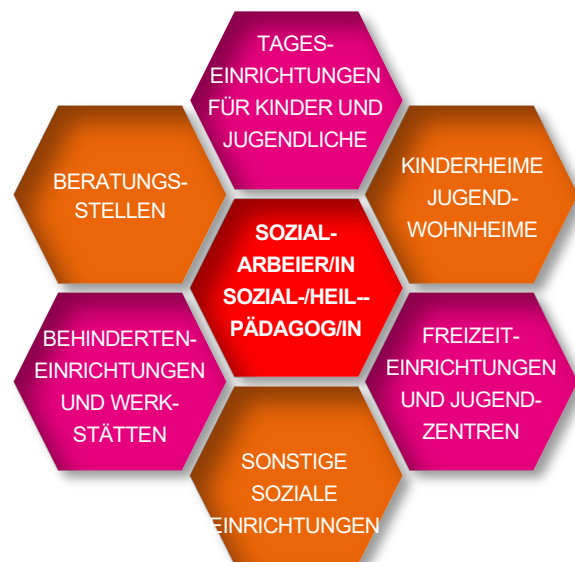 TAGES-
EINRICHTUNGEN
FÜR KINDER UND
JUGENDLICHE
BERATUNGS-
STELLEN
KINDERHEIME
JUGEND-
WOHNHEIME
SOZIAL-
ARBEIER/IN
SOZIAL-/HEIL--
PÄDAGOG/IN
BEHINDERTEN-
EINRICHTUNGEN
UND WERK-
STÄTTEN
FREIZEIT-
EINRICHTUNGEN
UND JUGEND-
ZENTREN
SONSTIGE
SOZIALE
EINRICHTUNGEN